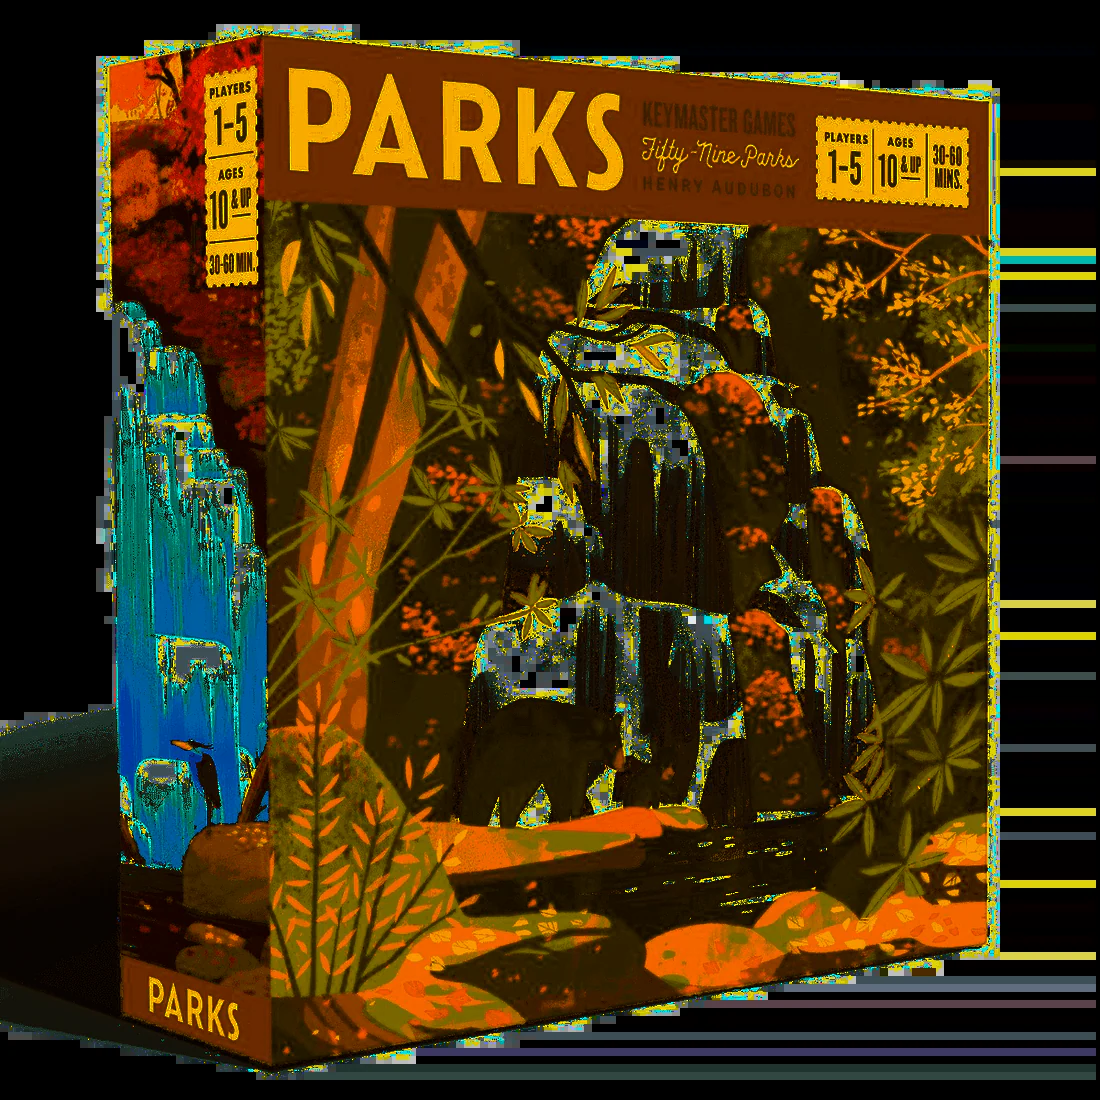 PLAYERS
1-5
AGES
10 & UP
30-60 MIN.
PARKS
KEYMASTER GAMES
Fifty-Nine Parks
HENRY AUDUBON
PLAYERS
1-5
AGES
10 & UP
30-60
MINS.
PARKS